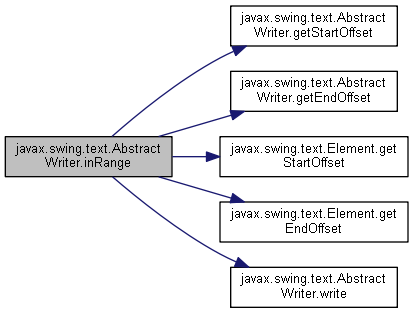 javax.swing.text.Abstract
Writer.getStartOffset
javax.swing.text.Abstract
Writer.getEndOffset
javax.swing.text.Abstract
Writer.inRange
javax.swing.text.Element.get
StartOffset
javax.swing.text.Element.get
EndOffset
javax.swing.text.Abstract
Writer.write